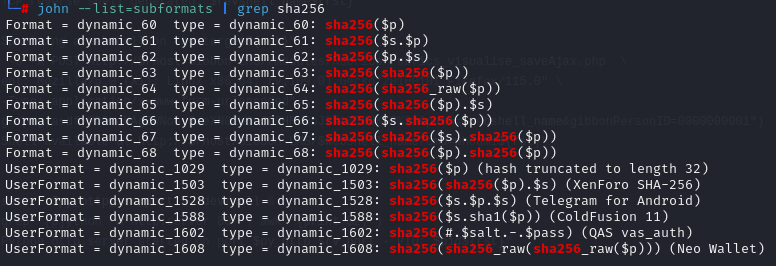 └─# john --list=subformats | grep sha256
Format = dynamic_60  type = dynamic_60: sha256($p)
Format = dynamic_61  type = dynamic_61: sha256($s.$p)
Format = dynamic_62  type = dynamic_62: sha256($p.$s)
Format = dynamic_63  type = dynamic_63: sha256(sha256($p))
Format = dynamic_64  type = dynamic_64: sha256(sha256_raw($p))
Format = dynamic_65  type = dynamic_65: sha256(sha256($p).$s)
Format = dynamic_66  type = dynamic_66: sha256($s.sha256($p))
Format = dynamic_67  type = dynamic_67: sha256(sha256($s).sha256($p))
Format = dynamic_68  type = dynamic_68: sha256(sha256($p).sha256($p))
UserFormat = dynamic_1029  type = dynamic_1029: sha256($p) (hash truncated to length 32)
UserFormat = dynamic_1503  type = dynamic_1503: sha256(sha256($p).$s) (XenForo SHA-256)
UserFormat = dynamic_1528  type = dynamic_1528: sha256($s.$p.$s) (Telegram for Android)
UserFormat = dynamic_1588  type = dynamic_1588: sha256($s.sha1($p)) (ColdFusion 11)
UserFormat = dynamic_1602  type = dynamic_1602: sha256(#.$salt.-.$pass) (QAS vas_auth)
UserFormat = dynamic_1608  type = dynamic_1608: sha256(sha256_raw(sha256_raw($p))) (Neo Wallet)